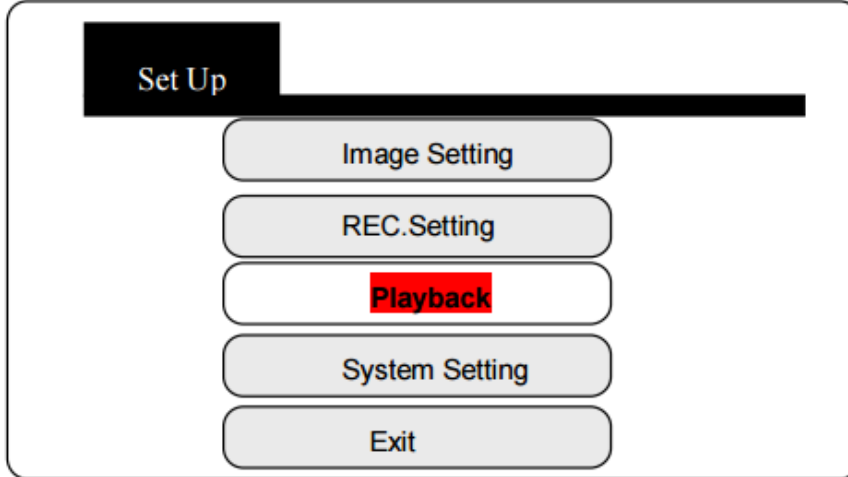 Set Up
Image Setting
REC.Setting
Playback
System Setting
Exit